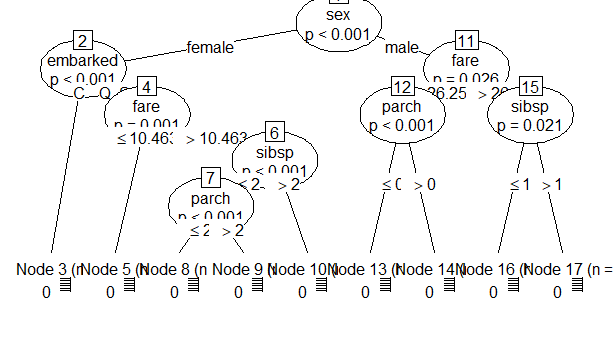 sex
p < 0.001
female
male
2
embarked
p < 0.001
C, Q
11
fare
p = 0.026
26.25
4
fare
p = 0.001
≤ 10.463
> 10.463
12
parch
p < 0.001
15
sibsp
p = 0.021
6
sibsp
p < 0.001
≤ 2
> 2
≤ 0
> 0
≤ 1
> 1
7
parch
p < 0.001
≤ 2
> 2
Node 3 (n
Node 5 (n
Node 8 (n
Node 9 (n
Node 10
Node 13 (n
Node 14
Node 16 (n
Node 17 (n =
0 0 0 0 0 0 0 0 0